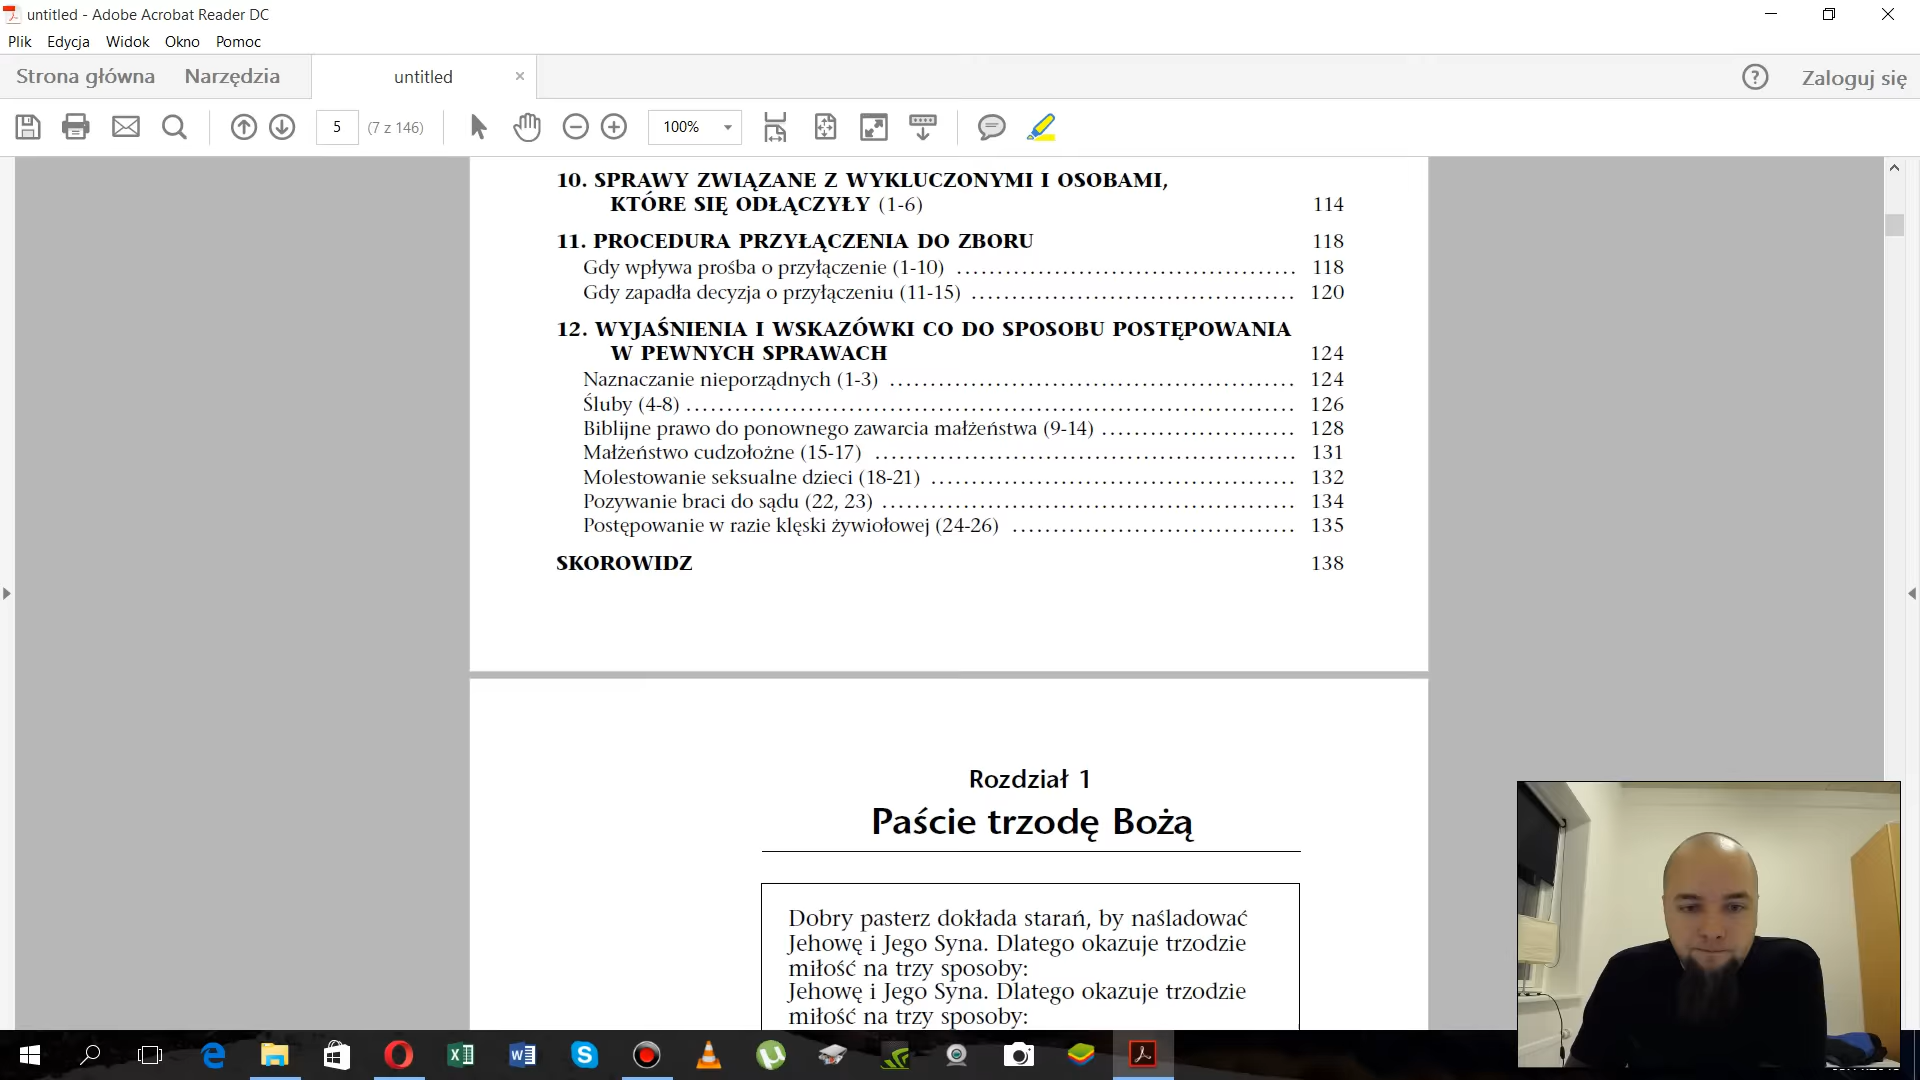 untitled - Adobe Acrobat Reader DC
Plik Edycja Widok Okno Pomoc
Strona główna Narzędzia untitled × ? Zaloguj się
5 (7 z 146) 100%
10. SPRAWY ZWIĄZANE Z WYKLUCZONYMI I OSOBAMI,
KTÓRE SIĘ ODŁĄCZYŁY (1-6) 114
11. PROCEDURA PRZYŁĄCZENIA DO ZBORU 118
Gdy wpływa prośba o przyłączenie (1-10) ........................................ 118
Gdy zapadła decyzja o przyłączeniu (11-15) ...................................... 120
12. WYJAŚNIENIA I WSKAZÓWKI CO DO SPOSOBU POSTĘPOWANIA
W PEWNYCH SPRAWACH 124
Naznaczanie nieporządnych (1-3) ................................................ 124
Śluby (4-8) ........................................................................ 126
Biblijne prawo do ponownego zawarcia małżeństwa (9-14) ....................... 128
Małżeństwo cudzołożne (15-17) .................................................. 131
Molestowanie seksualne dzieci (18-21) ........................................... 132
Pozywanie braci do sądu (22, 23) ................................................. 134
Postępowanie w razie klęski żywiołowej (24-26) .................................. 135
SKOROWIDZ 138
Rozdział 1
Paście trzodę Bożą
Dobry pasterz dokłada starań, by naśladować
Jehowę i Jego Syna. Dlatego okazuje trzodzie
miłość na trzy sposoby:
Jehowę i Jego Syna. Dlatego okazuje trzodzie
miłość na trzy sposoby: